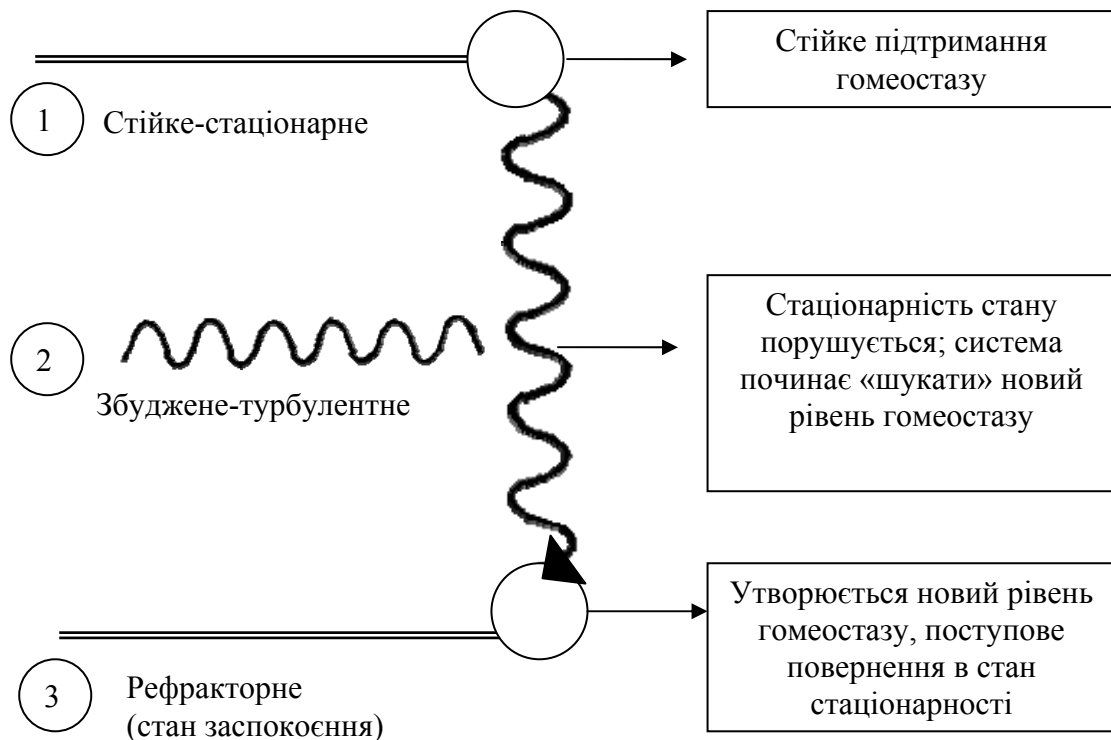 Стійке підтримання
гомеостазу
1
Стійке-стаціонарне
Стаціонарність стану
порушується; система
починає «шукати» новий
рівень гомеостазу
2
Збуджене-турбулентне
Утворюється новий рівень
гомеостазу, поступове
повернення в стан
стаціонарності
3
Рефракторне
(стан заспокоєння)